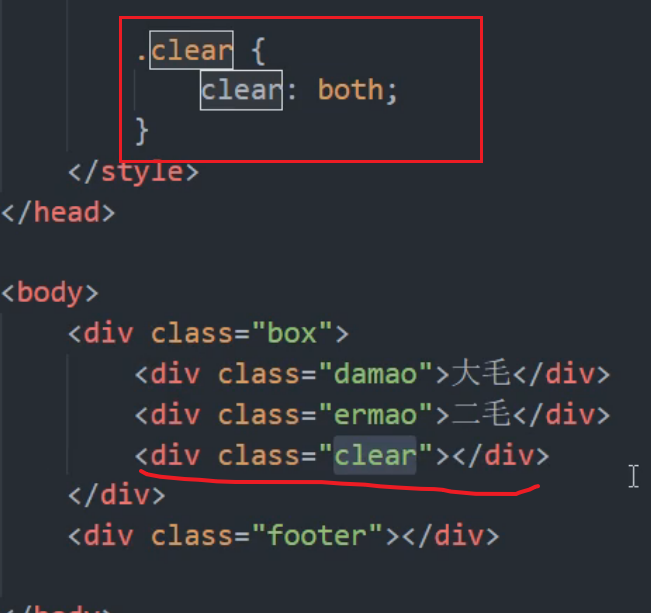 .clear {
clear: both;
}
</style>
</head>
<body>
<div class="box">
<div class="damao">大毛</div>
<div class="ermao">二毛</div>
<div class="clear"></div>
</div>
<div class="footer"></div>
</body>